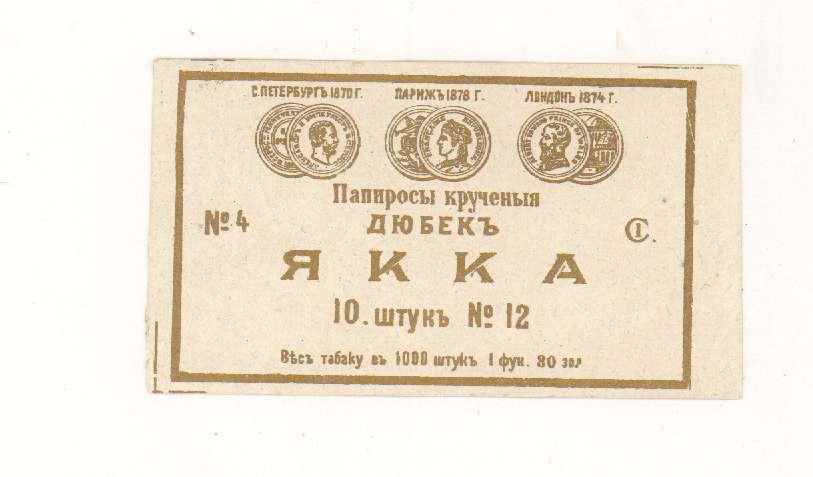 С.ПЕТЕРБУРГЪ 1870 Г. ПАРИЖЪ 1878 Г. ЛОНДОНЪ 1874 Г.
Папиросы крученыя
№ 4 ДЮБЕКЪ
ЯККА
10. штукъ № 12
Вѣсъ табаку въ 1000 штукъ 1 фун. 80 зол